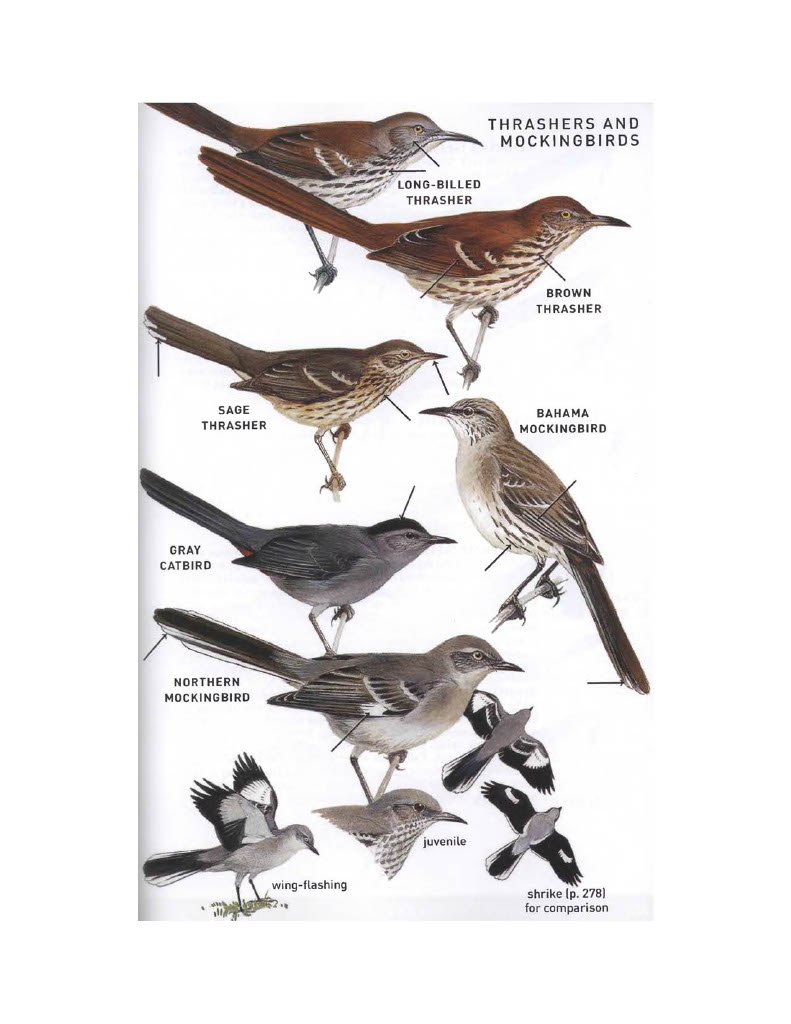 THRASHERS AND
MOCKINGBIRDS
LONG-BILLED
THRASHER
BROWN
THRASHER
SAGE
THRASHER
BAHAMA
MOCKINGBIRD
GRAY
CATBIRD
NORTHERN
MOCKINGBIRD
juvenile
wing-flashing
shrike (p. 278)
for comparison